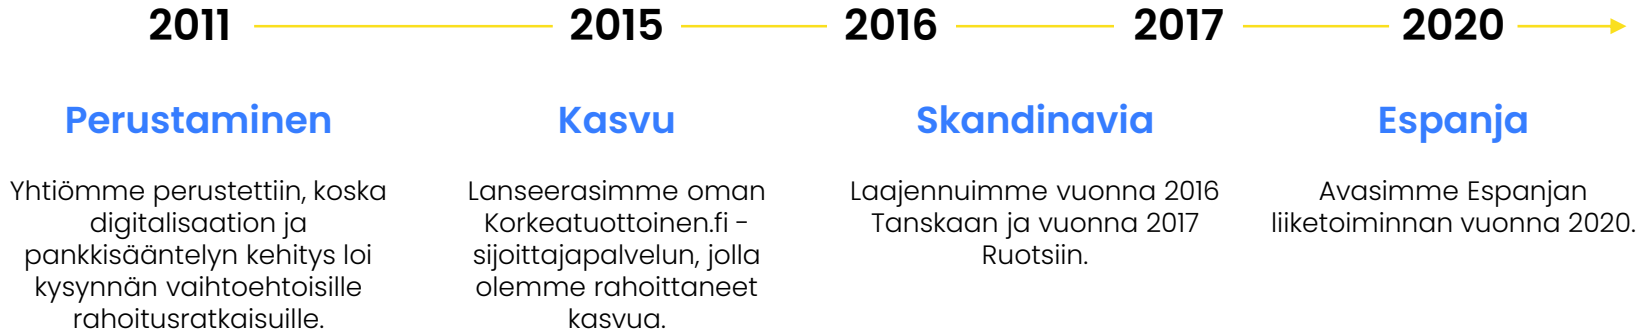 2011
2015
2016
2017
2020
Perustaminen
Yhtiömme perustettiin, koska
digitalisaation ja
pankkisääntelyn kehitys loi
kysynnän vaihtoehtoisille
rahoitusratkaisuille.
Kasvu
Lanseerasimme oman
Korkeatuottoinen.fi -
sijoittajapalvelun, jolla
olemme rahoittaneet
kasvua.
Skandinavia
Laajennuimme vuonna 2016
Tanskaan ja vuonna 2017
Ruotsiin.
Espanja
Avasimme Espanjan
liiketoiminnan vuonna 2020.